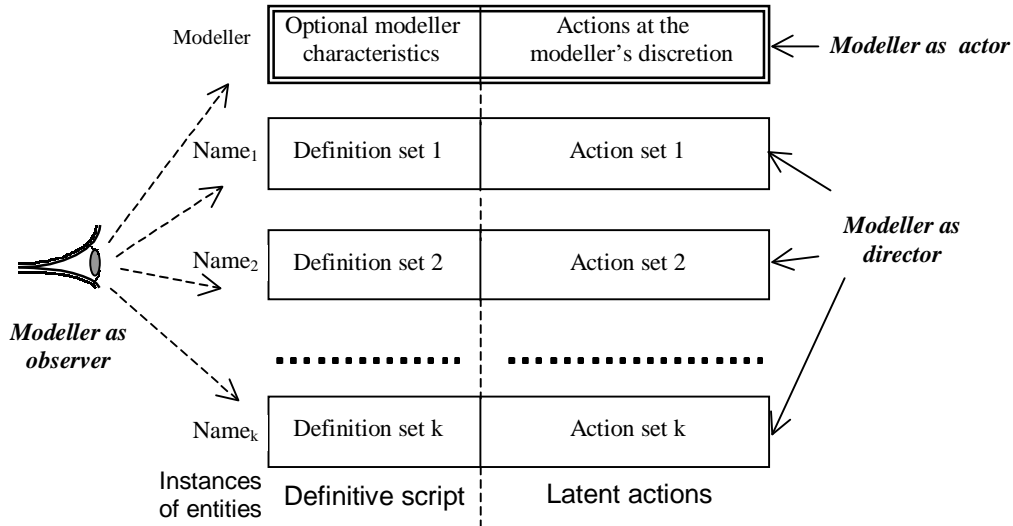 Modeller
Optional modeller
characteristics
Actions at the
modeller's discretion
Modeller as actor
Name₁
Definition set 1
Action set 1
Name₂
Definition set 2
Action set 2
Modeller as
director
Modeller as
observer
Nameₖ
Definition set k
Action set k
Instances
of entities
Definitive script
Latent actions